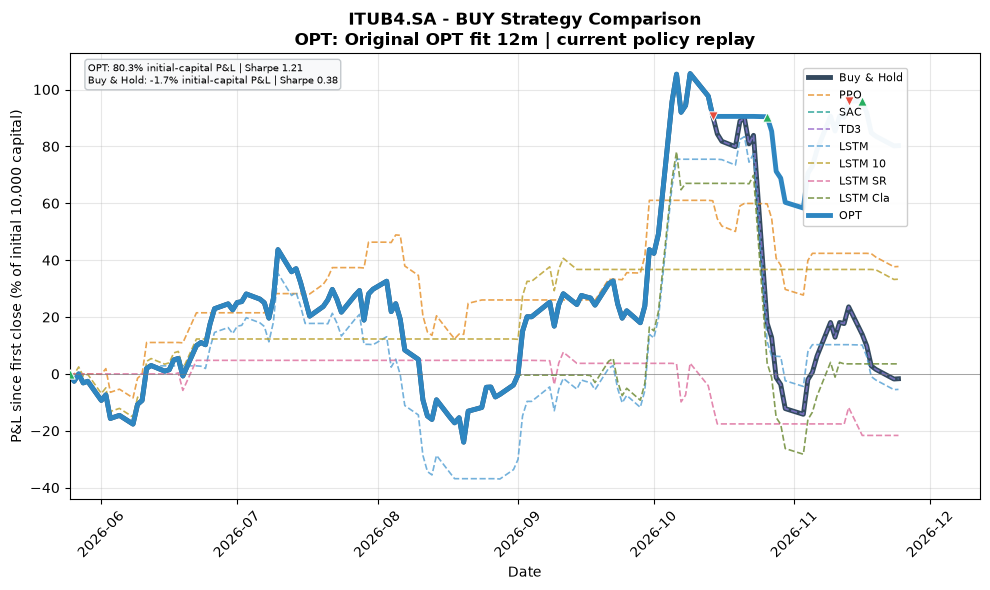 ITUB4.SA - BUY Strategy Comparison
OPT: Original OPT fit 12m | current policy replay
OPT: 80.3% initial-capital P&L | Sharpe 1.21
Buy & Hold: -1.7% initial-capital P&L | Sharpe 0.38
Buy & Hold
PPO
SAC
TD3
LSTM
LSTM 10
LSTM SR
LSTM Cla
OPT
P&L since first close (% of initial 10,000 capital)
100
80
60
40
20
0
−20
−40
2026-06
2026-07
2026-08
2026-09
2026-10
2026-11
2026-12
Date